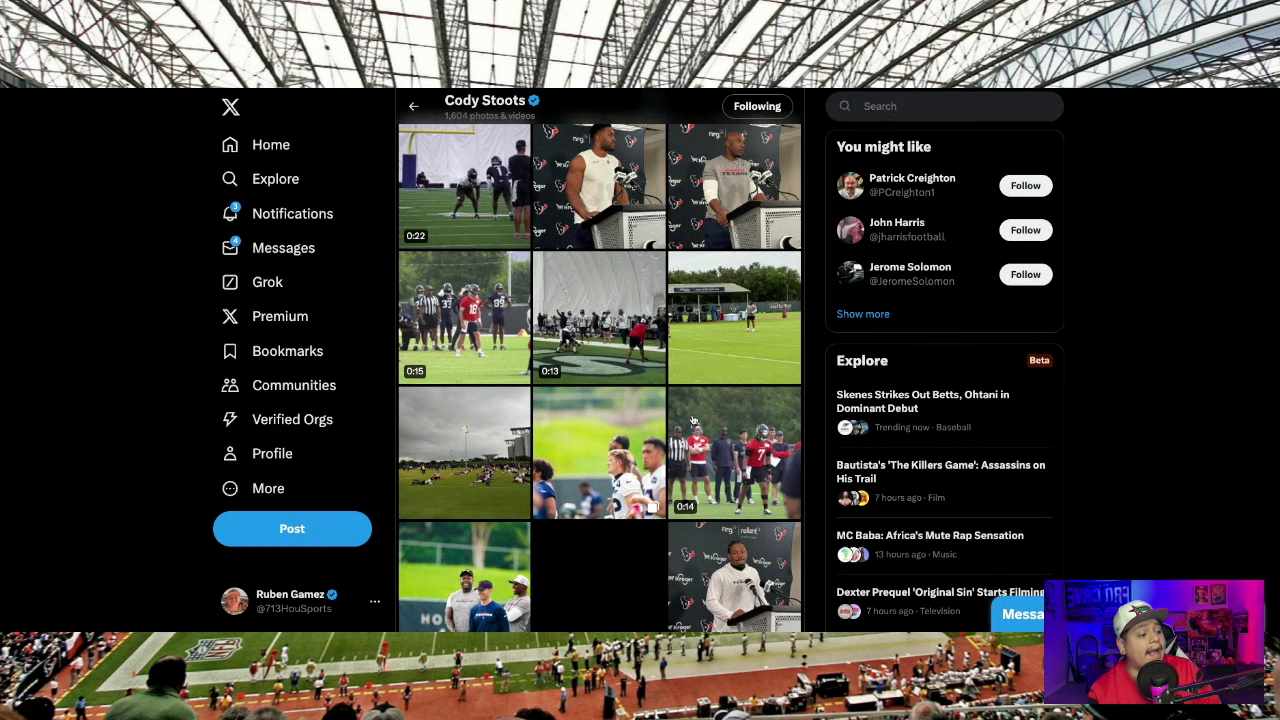 Cody Stoots
1,604 photos & videos
Following
Home
Explore
3
Notifications
4
Messages
Grok
Premium
Bookmarks
Communities
Verified Orgs
Profile
More
Post
Ruben Gamez
@713HouSports
0:22
0:15
0:13
0:14
Search
You might like
Patrick Creighton
@PCreighton1
Follow
John Harris
@jharrisfootball
Follow
Jerome Solomon
@JeromeSolomon
Follow
Show more
Explore
Beta
Skenes Strikes Out Betts, Ohtani in
Dominant Debut
Trending now · Baseball
Bautista's 'The Killers Game': Assassins on
His Trail
7 hours ago · Film
MC Baba: Africa's Mute Rap Sensation
13 hours ago · Music
Dexter Prequel 'Original Sin' Starts Filming
7 hours ago · Television
Messa